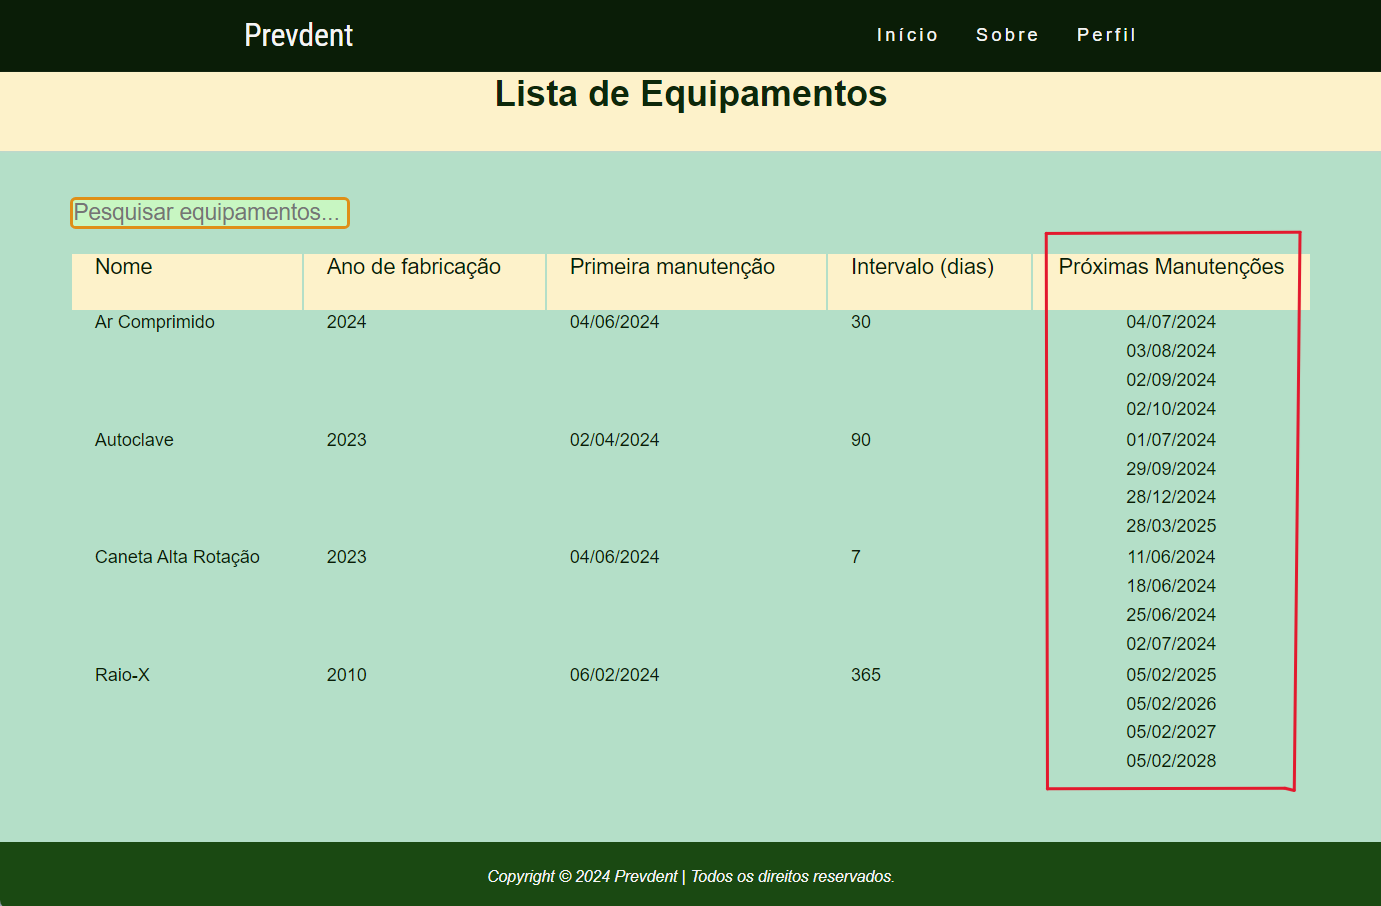 Prevdent Início Sobre Perfil
Lista de Equipamentos
Pesquisar equipamentos...
Nome Ano de fabricação Primeira manutenção Intervalo (dias) Próximas Manutenções
Ar Comprimido 2024 04/06/2024 30 04/07/2024
03/08/2024
02/09/2024
02/10/2024
Autoclave 2023 02/04/2024 90 01/07/2024
29/09/2024
28/12/2024
28/03/2025
Caneta Alta Rotação 2023 04/06/2024 7 11/06/2024
18/06/2024
25/06/2024
02/07/2024
Raio-X 2010 06/02/2024 365 05/02/2025
05/02/2026
05/02/2027
05/02/2028
Copyright © 2024 Prevdent | Todos os direitos reservados.